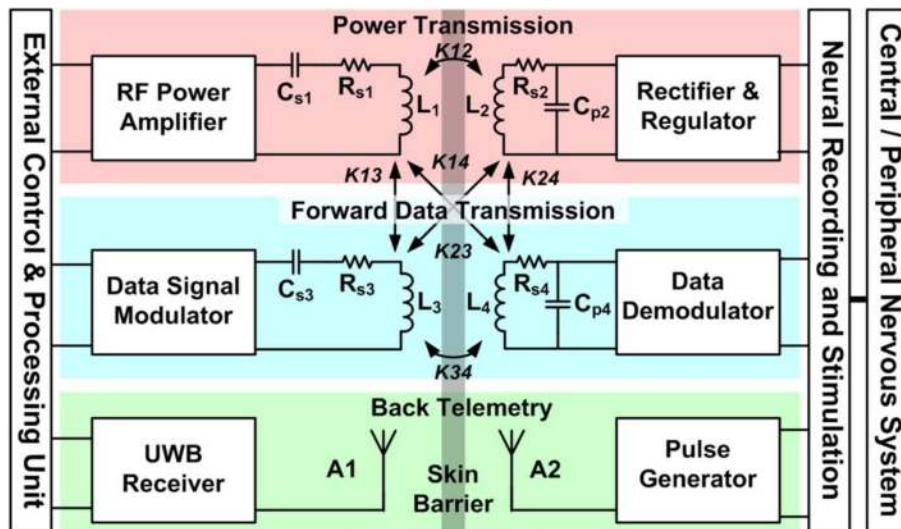 External Control & Processing Unit
Power Transmission
K12
RF Power
Amplifier
Cs1
Rs1
L1
L2
Rs2
Cp2
Rectifier &
Regulator
K13
K14
K24
Forward Data Transmission
K23
Data Signal
Modulator
Cs3
Rs3
L3
L4
Rs4
Cp4
Data
Demodulator
K34
Back Telemetry
UWB
Receiver
A1
Skin
Barrier
A2
Pulse
Generator
Neural Recording and Stimulation
Central / Peripheral Nervous System